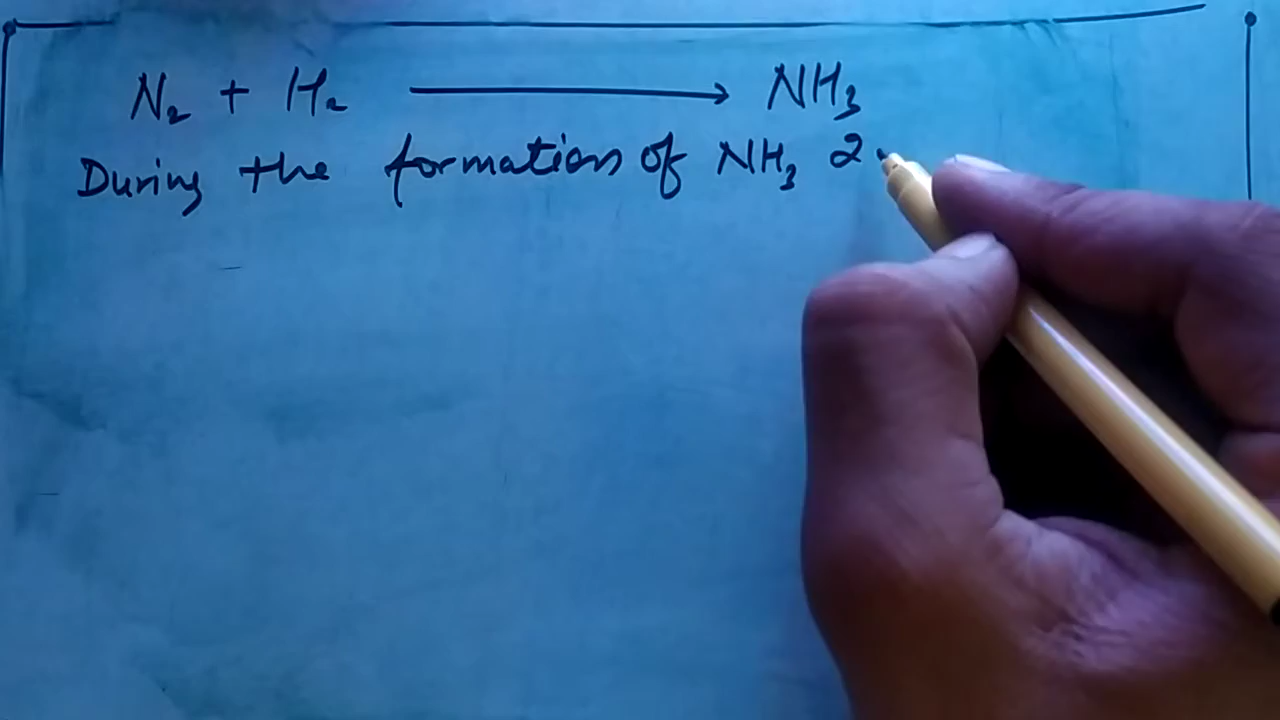 N₂ + H₂ ⟶ NH₃
During the formation of NH₃ 2